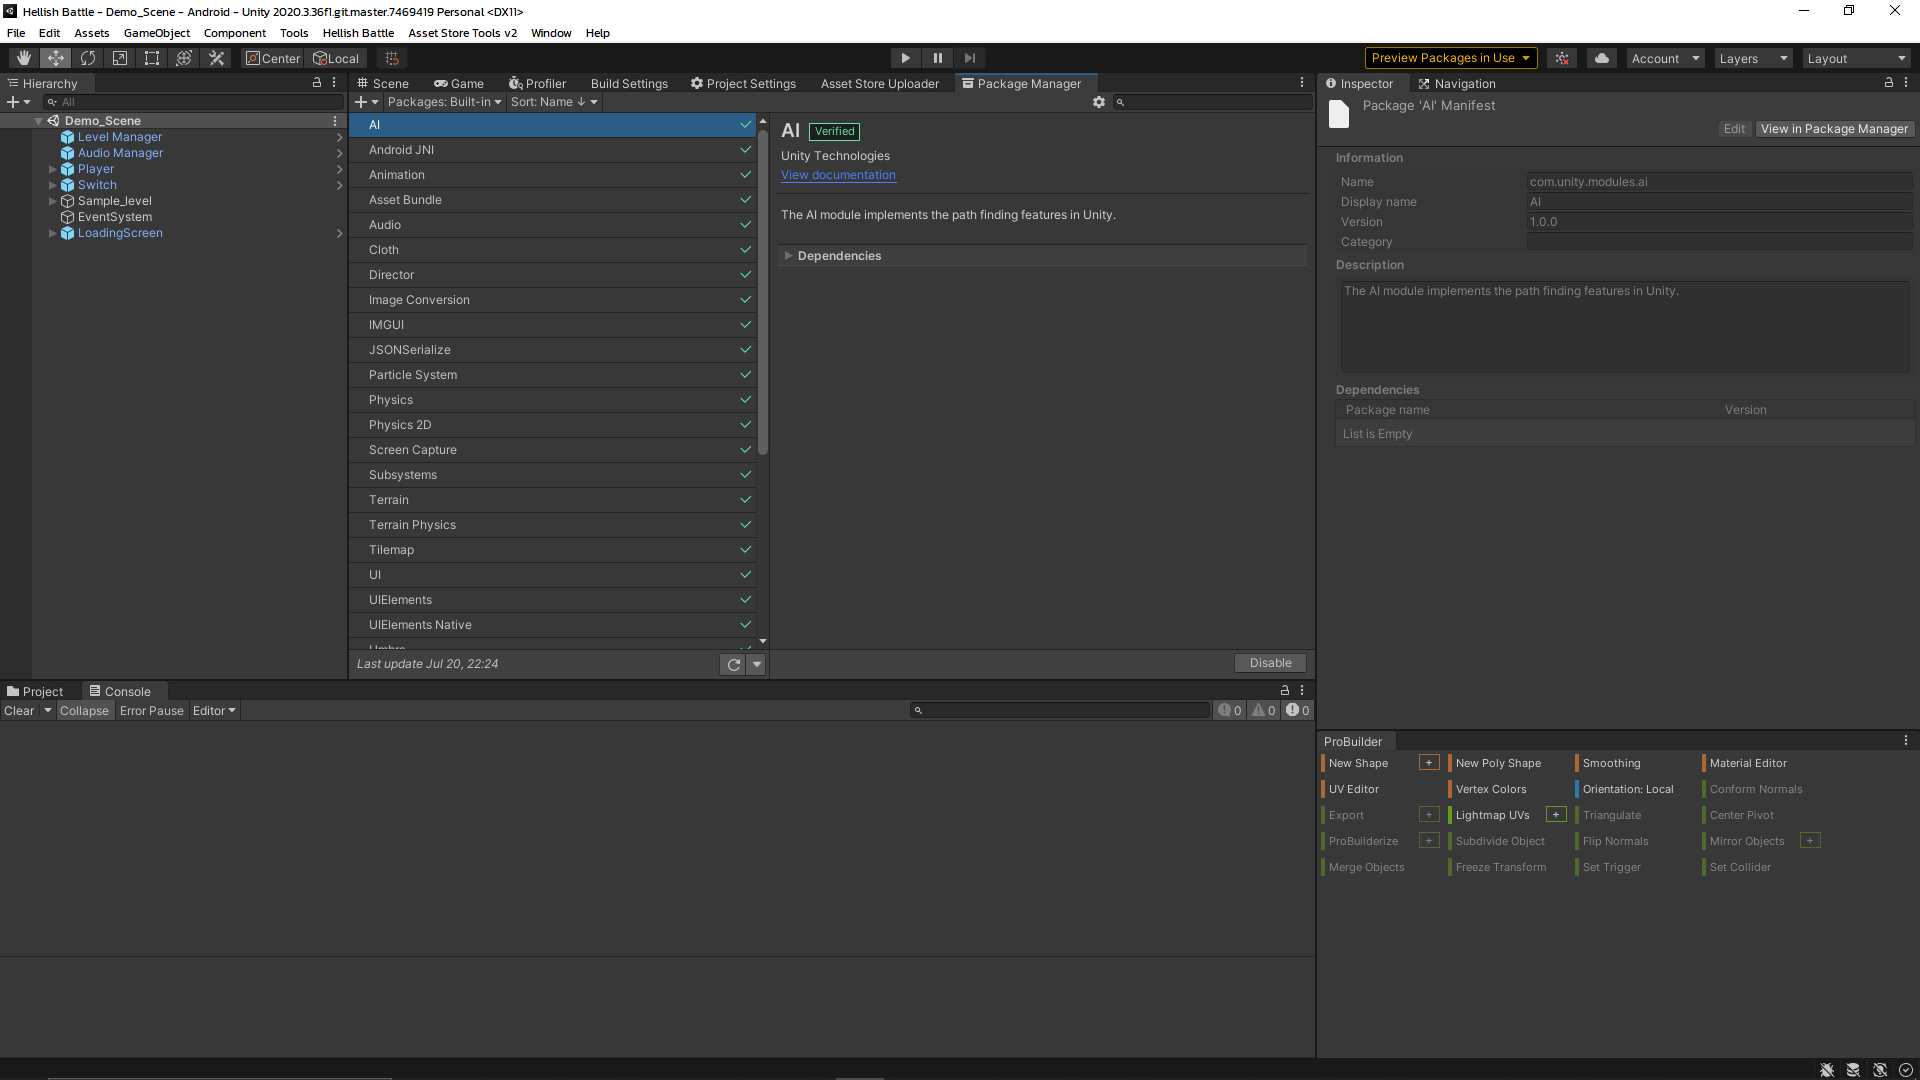 Hellish Battle - Demo_Scene - Android - Unity 2020.3.36f1.git.master.7469419 Personal <DX11>
File Edit Assets GameObject Component Tools Hellish Battle Asset Store Tools v2 Window Help
Center Local
Preview Packages in Use
Account Layers Layout
Hierarchy
All
Demo_Scene
Level Manager
Audio Manager
Player
Switch
Sample_level
EventSystem
LoadingScreen
Scene Game Profiler Build Settings Project Settings Asset Store Uploader Package Manager
Packages: Built-in Sort: Name ↓
AI
Android JNI
Animation
Asset Bundle
Audio
Cloth
Director
Image Conversion
IMGUI
JSONSerialize
Particle System
Physics
Physics 2D
Screen Capture
Subsystems
Terrain
Terrain Physics
Tilemap
UI
UIElements
UIElements Native
Last update Jul 20, 22:24
AI Verified
Unity Technologies
View documentation
The AI module implements the path finding features in Unity.
Dependencies
Disable
Inspector Navigation
Package 'AI' Manifest
Edit View in Package Manager
Information
Name com.unity.modules.ai
Display name AI
Version 1.0.0
Category
Description
The AI module implements the path finding features in Unity.
Dependencies
Package name Version
List is Empty
Project Console
Clear Collapse Error Pause Editor
0 0 0
ProBuilder
New Shape + New Poly Shape Smoothing Material Editor
UV Editor Vertex Colors Orientation: Local Conform Normals
Export + Lightmap UVs + Triangulate Center Pivot
ProBuilderize + Subdivide Object Flip Normals Mirror Objects +
Merge Objects Freeze Transform Set Trigger Set Collider